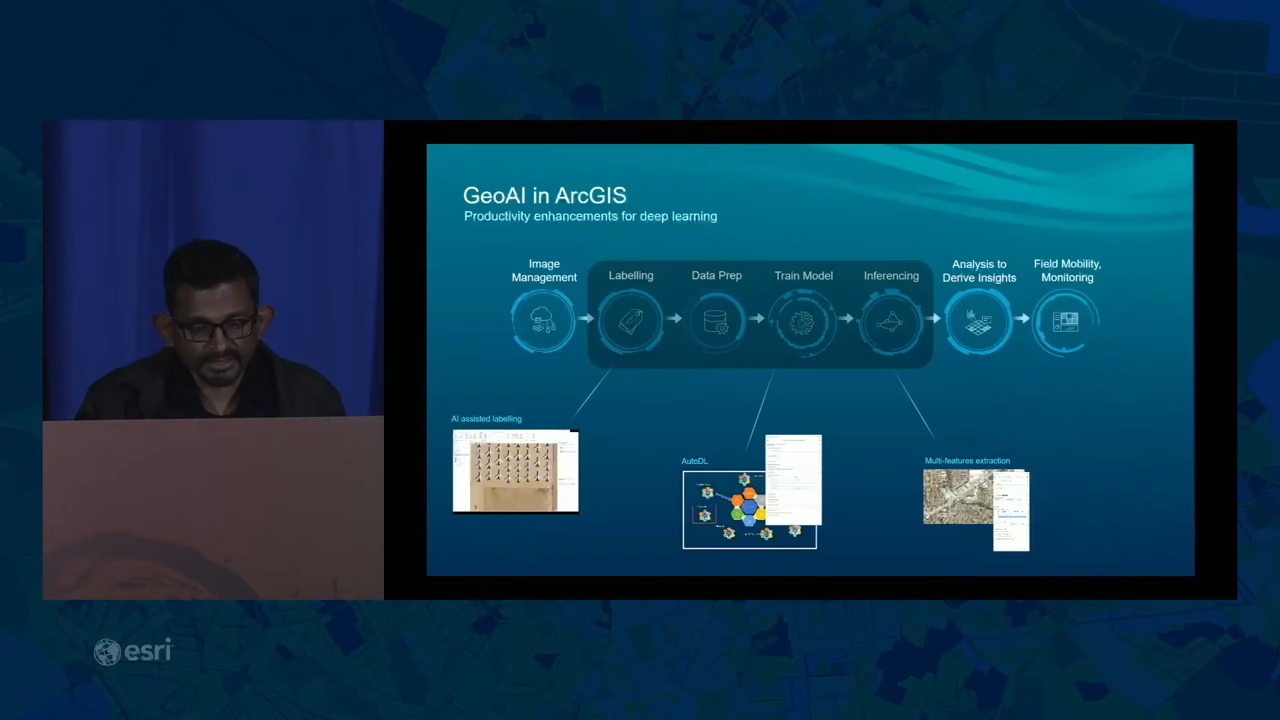 GeoAI in ArcGIS
Productivity enhancements for deep learning
Image
Management
Labelling
Data Prep
Train Model
Inferencing
Analysis to
Derive Insights
Field Mobility,
Monitoring
AI assisted labelling
AutoDL
Multi-features extraction
esri